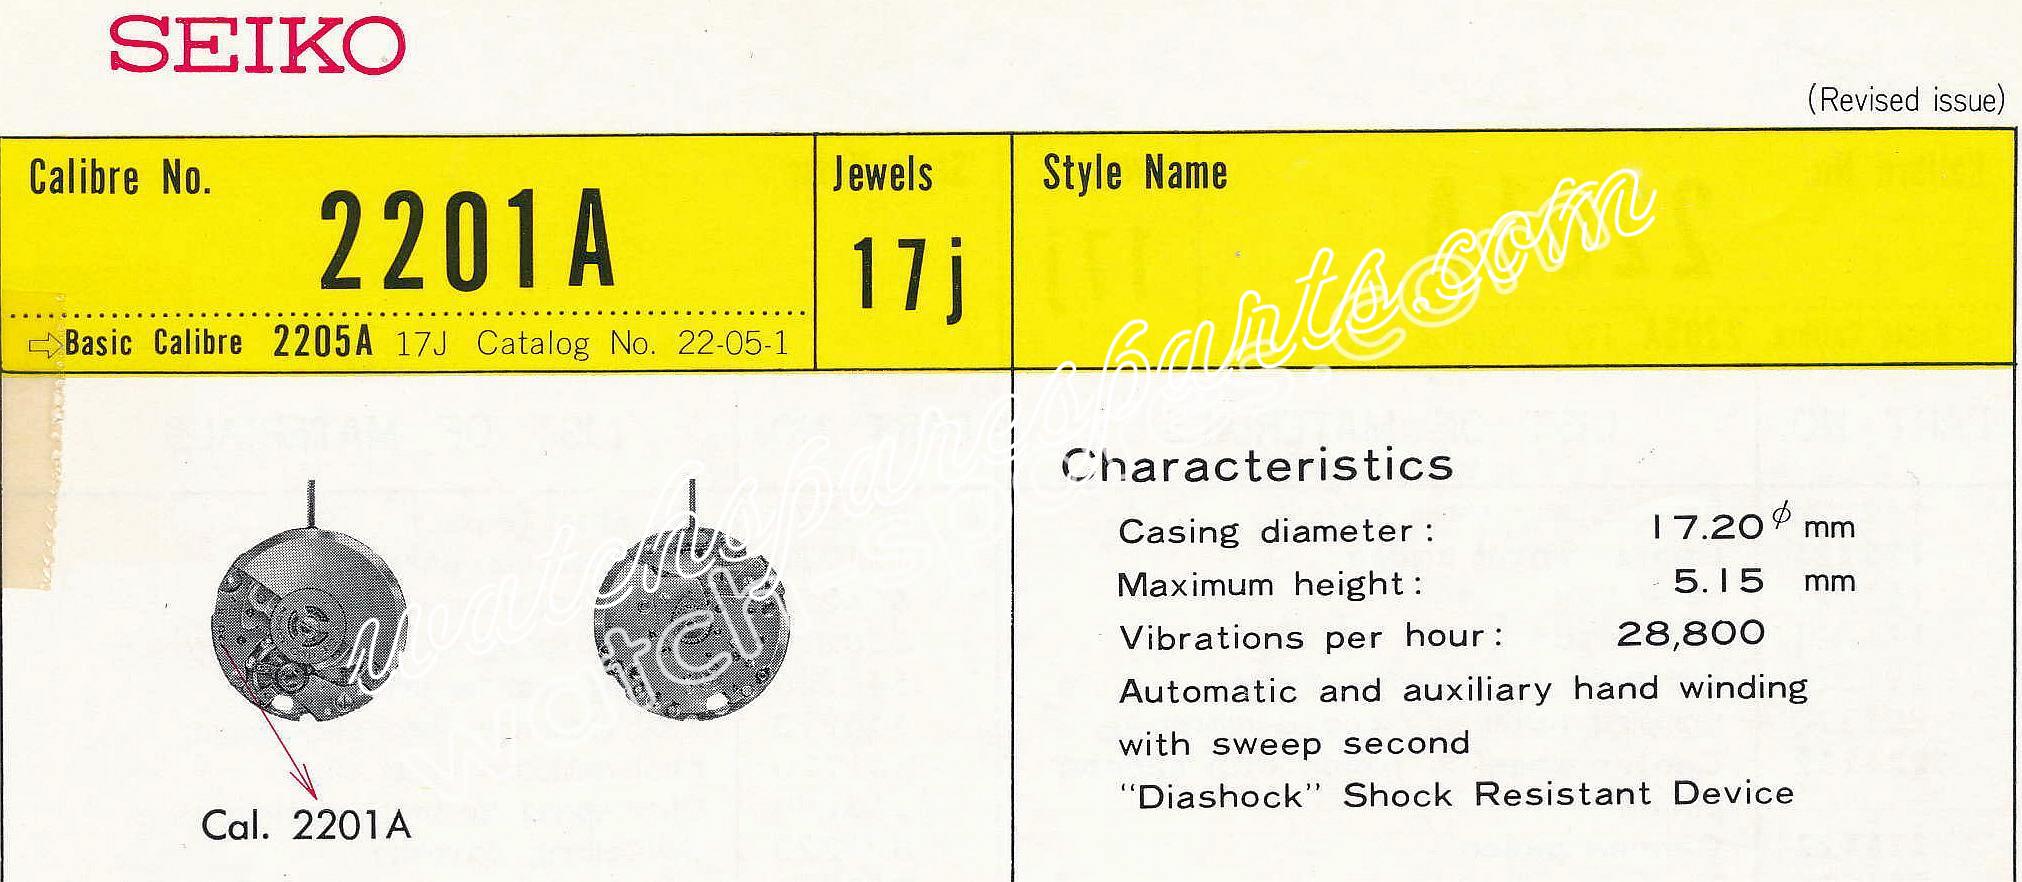 SEIKO
(Revised issue)
Calibre No.
2201A
Basic Calibre 2205A 17J Catalog No. 22-05-1
Jewels
17j
Style Name
Cal. 2201A
Characteristics
Casing diameter: 17.20φ mm
Maximum height: 5.15 mm
Vibrations per hour: 28,800
Automatic and auxiliary hand winding
with sweep second
"Diashock" Shock Resistant Device
watchsparesparts.com